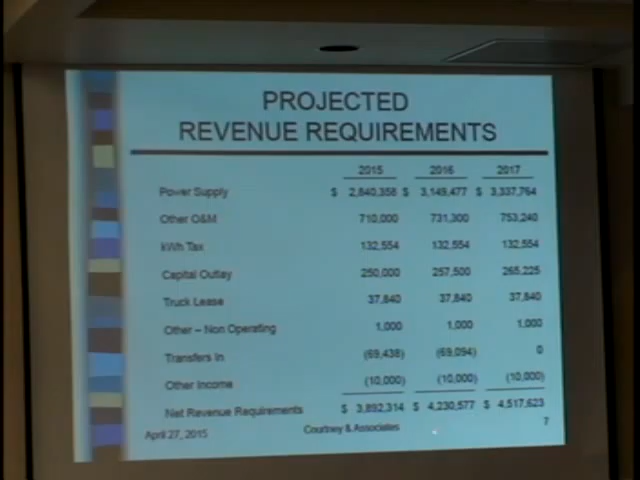 PROJECTED
REVENUE REQUIREMENTS
2015 2016 2017
Power Supply $ 2,840,358 $ 3,149,477 $ 3,337,764
Other O&M 710,000 731,300 753,240
kWh Tax 132,554 132,554 132,554
Capital Outlay 250,000 257,500 265,225
Truck Lease 37,840 37,840 37,840
Other – Non Operating 1,000 1,000 1,000
Transfers In (69,438) (69,094) 0
Other Income (10,000) (10,000) (10,000)
Net Revenue Requirements $ 3,892,314 $ 4,230,577 $ 4,517,623
April 27, 2015 Courtney & Associates 7